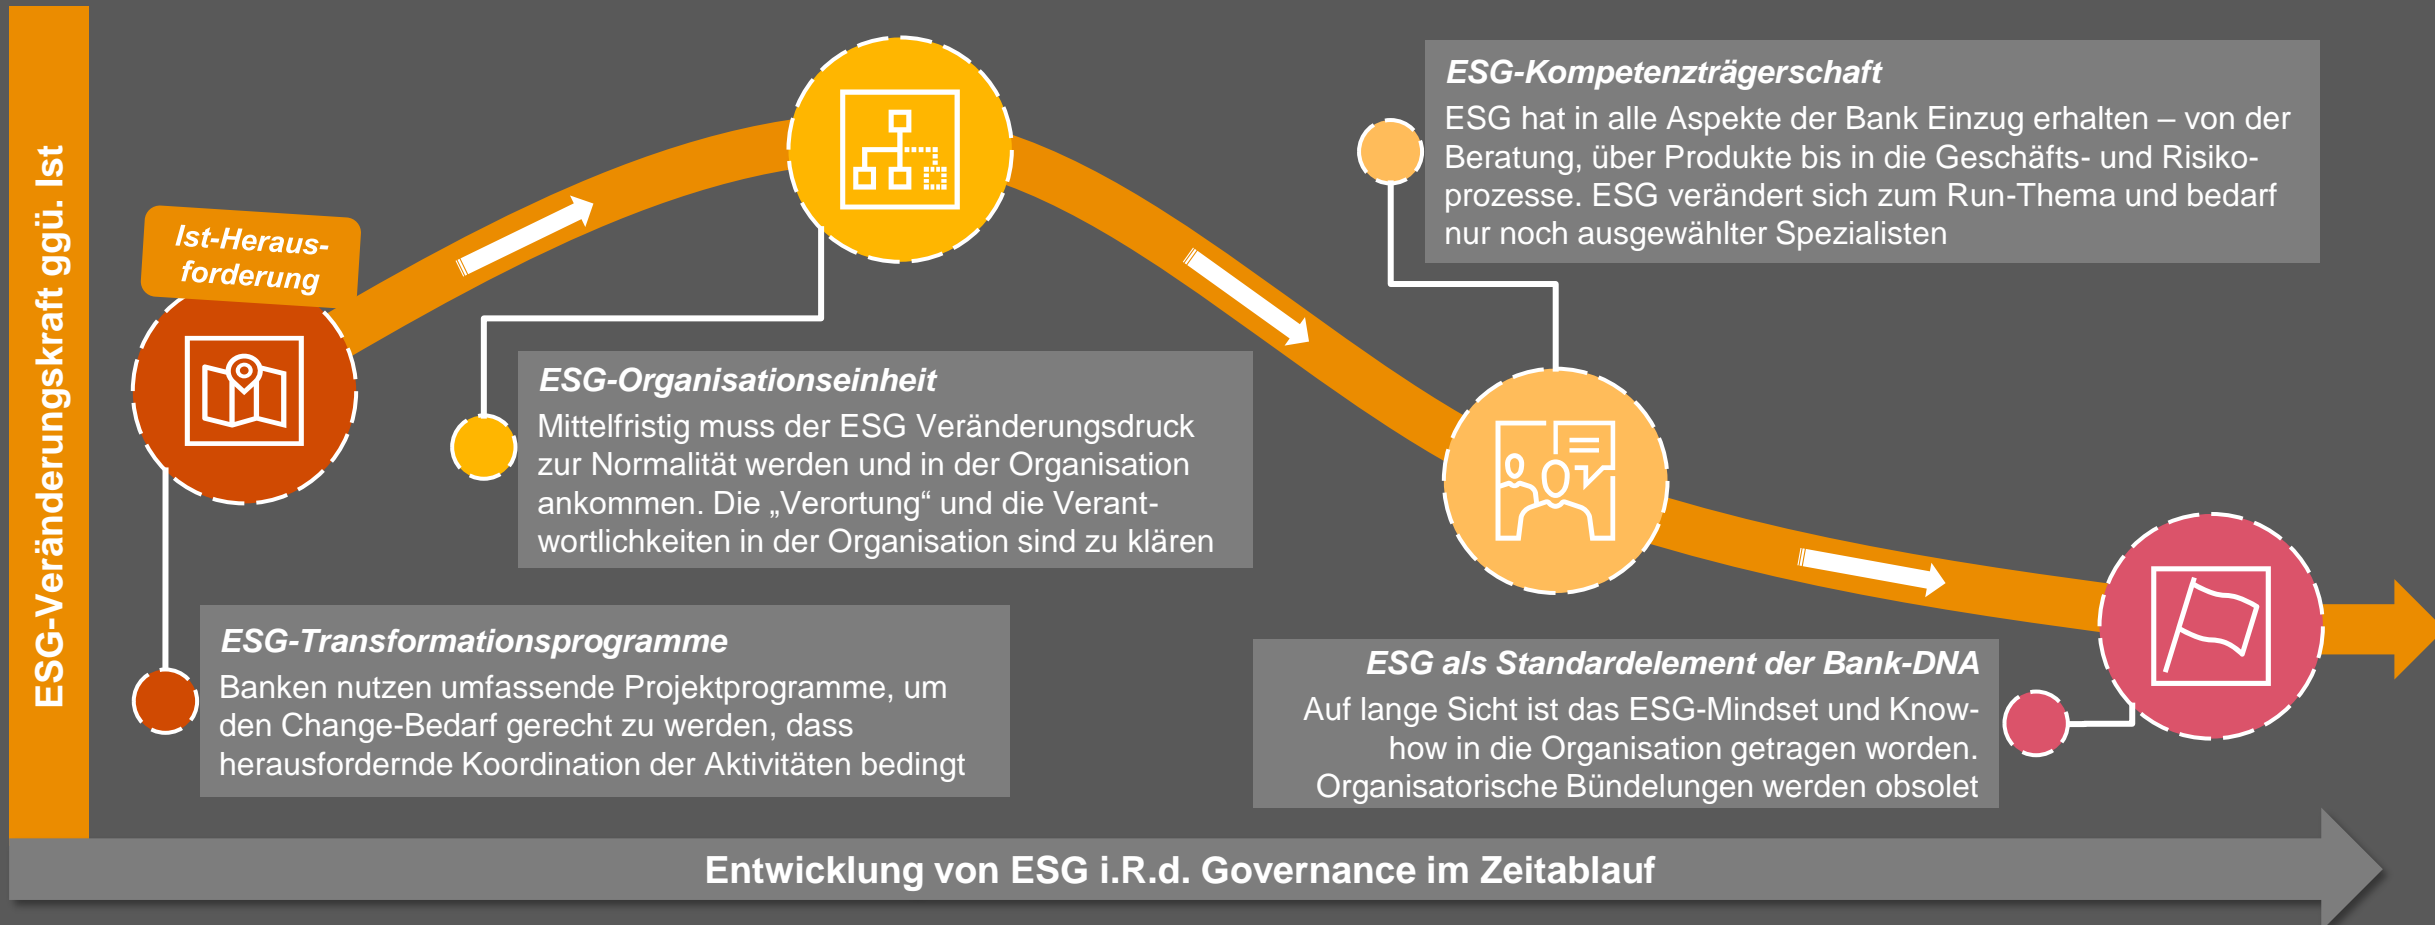 ESG-Veränderungskraft ggü. Ist
Ist-Heraus-
forderung
ESG-Transformationsprogramme
Banken nutzen umfassende Projektprogramme, um
den Change-Bedarf gerecht zu werden, dass
herausfordernde Koordination der Aktivitäten bedingt
ESG-Organisationseinheit
Mittelfristig muss der ESG Veränderungsdruck
zur Normalität werden und in der Organisation
ankommen. Die „Verortung“ und die Verant-
wortlichkeiten in der Organisation sind zu klären
ESG-Kompetenzträgerschaft
ESG hat in alle Aspekte der Bank Einzug erhalten – von der
Beratung, über Produkte bis in die Geschäfts- und Risiko-
prozesse. ESG verändert sich zum Run-Thema und bedarf
nur noch ausgewählter Spezialisten
ESG als Standardelement der Bank-DNA
Auf lange Sicht ist das ESG-Mindset und Know-
how in die Organisation getragen worden.
Organisatorische Bündelungen werden obsolet
Entwicklung von ESG i.R.d. Governance im Zeitablauf